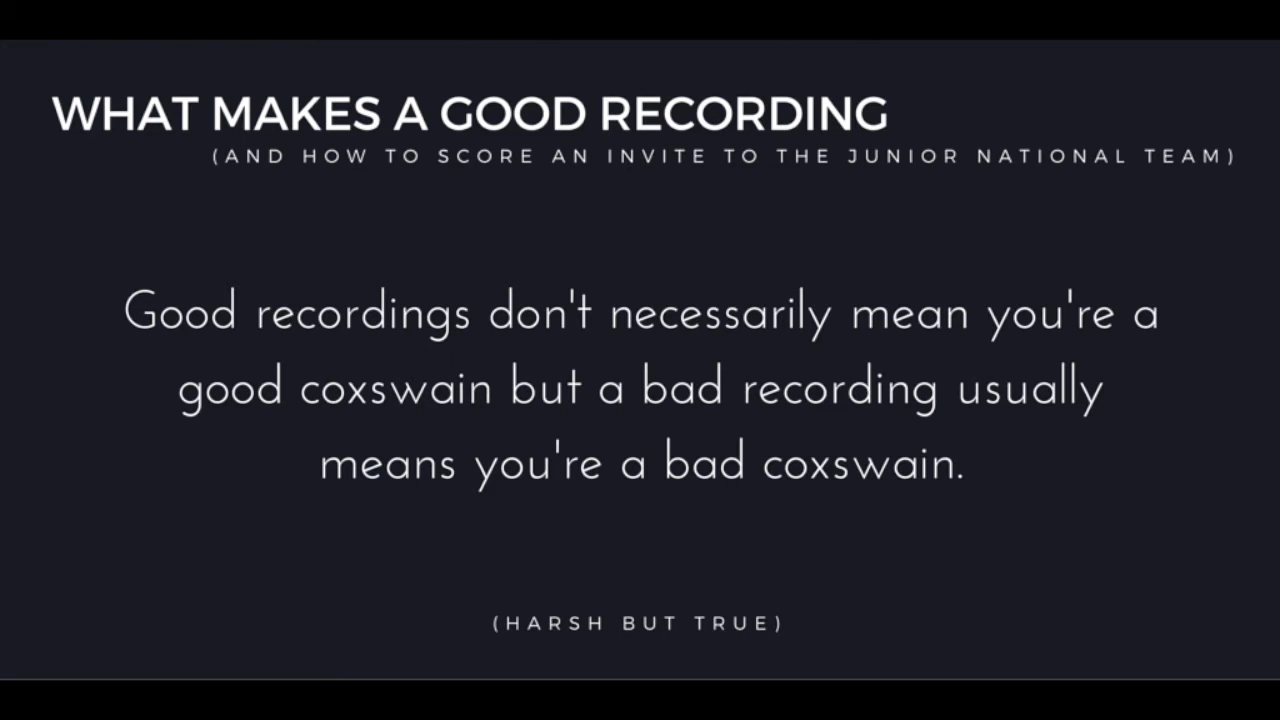 WHAT MAKES A GOOD RECORDING
(AND HOW TO SCORE AN INVITE TO THE JUNIOR NATIONAL TEAM)
Good recordings don't necessarily mean you're a
good coxswain but a bad recording usually
means you're a bad coxswain.
(HARSH BUT TRUE)